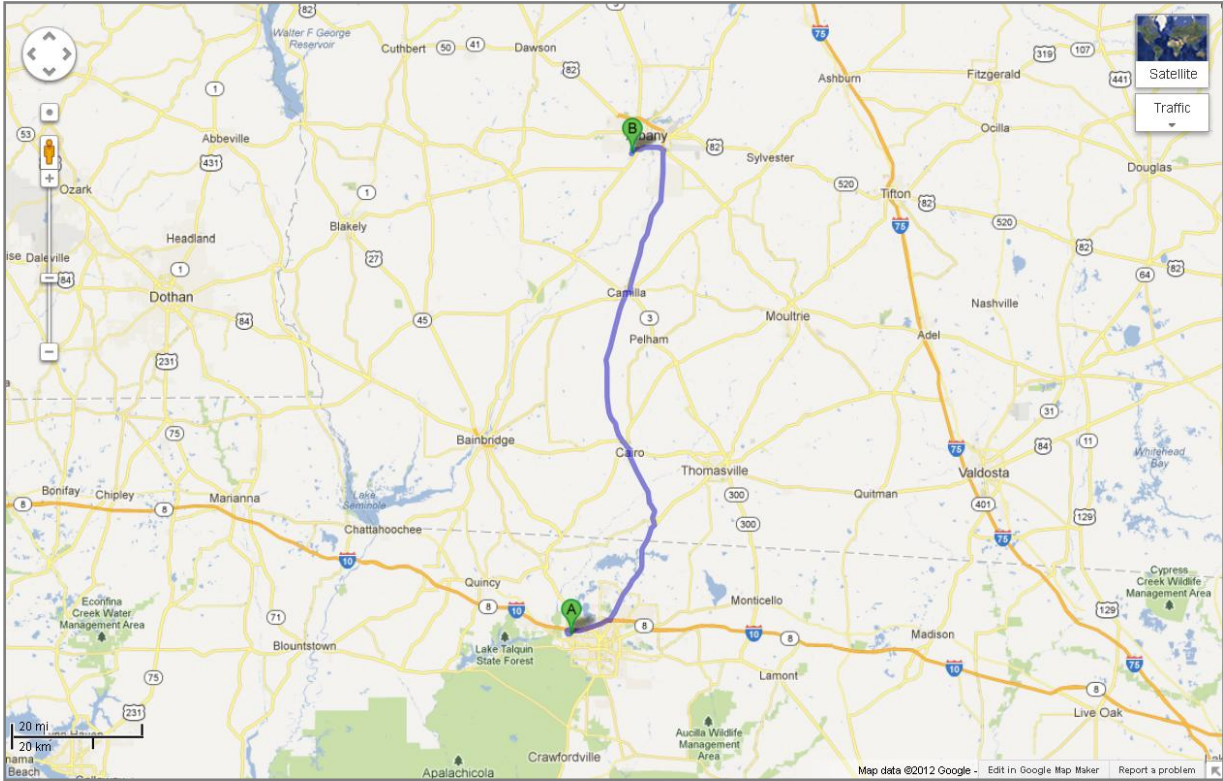 82
Walter F George
Reservoir
Cuthbert
50
41
Dawson
82
75
Ashburn
Fitzgerald
319
107
441
Satellite
Traffic
1
53
Abbeville
431
82
B
82
Sylvester
Ocilla
Douglas
Ozark
1
Blakely
520
Tifton
82
75
520
82
Headland
Daleville
84
1
27
64
82
Dothan
84
45
Camilla
3
Pelham
Moultrie
Nashville
Adel
231
75
31
84
11
Whitehead
Bay
Bainbridge
Cairo
Thomasville
75
Valdosta
Bonifay
Chipley
Marianna
Lake
Seminole
300
Quitman
401
129
8
8
Chattahoochee
300
75
10
Quincy
Econfina
Creek Water
Management Area
8
10
A
Monticello
Cypress
Creek Wildlife
Management Area
129
71
Blountstown
Lake Talquin
State Forest
8
10
8
Madison
75
10
75
Lamont
8
231
Live Oak
20 mi
20 km
Aucilla Wildlife
Management
Area
Beach
Crawfordville
Apalachicola
Map data ©2012 Google -
Edit in Google Map Maker
Report a problem